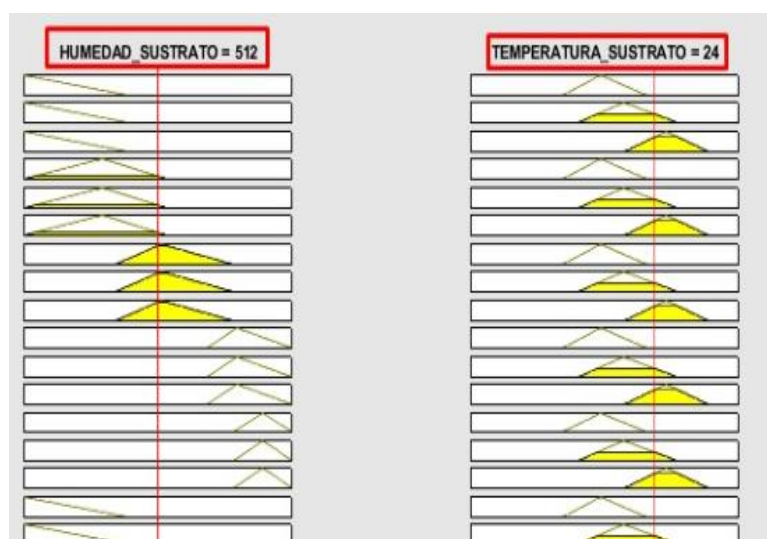 HUMEDAD_SUSTRATO = 512
TEMPERATURA_SUSTRATO = 24